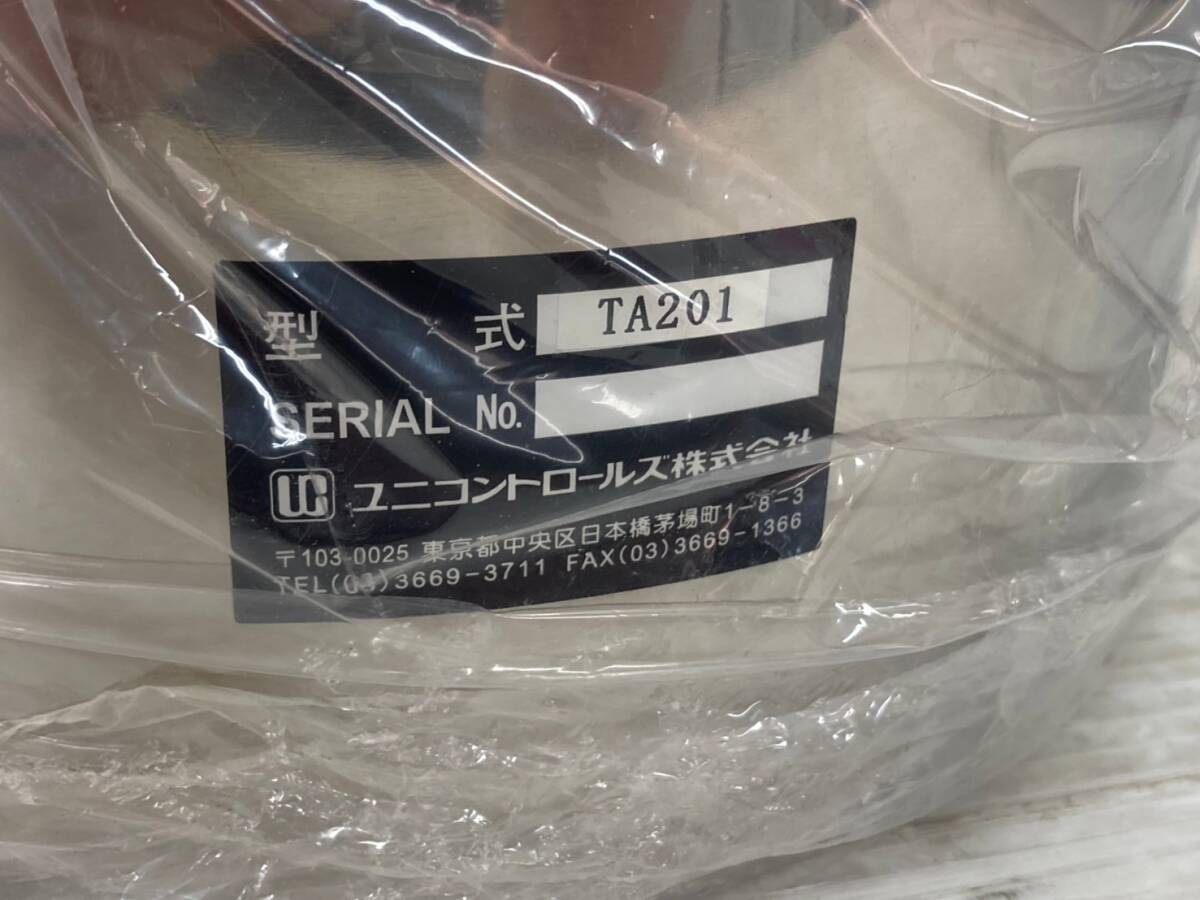 型 式 TA201
SERIAL No.
UC ユニコントロールズ株式会社
〒103-0025 東京都中央区日本橋茅場町1-8-3
TEL(03)3669-3711 FAX(03)3669-1366